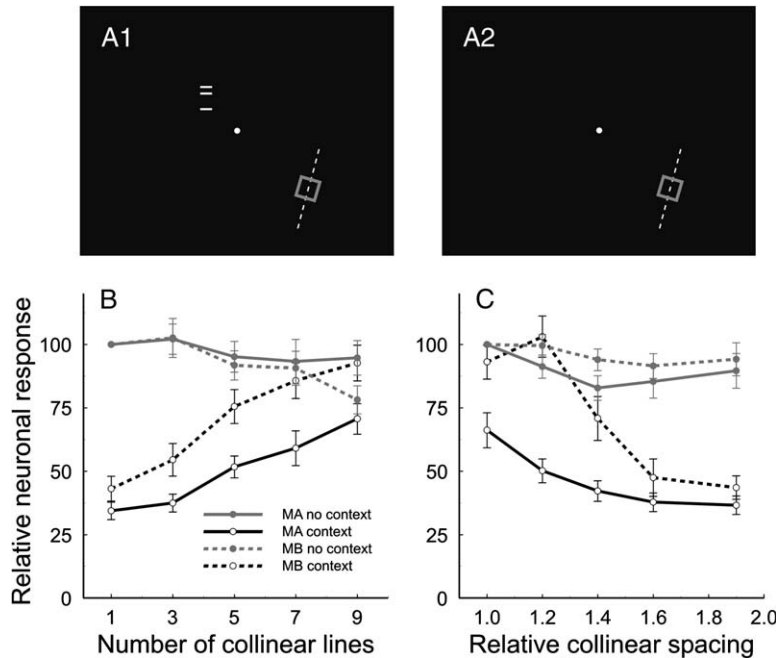 A1
A2
B
C
Relative neuronal response
100
75
50
25
0
MA no context
MA context
MB no context
MB context
1 3 5 7 9
Number of collinear lines
100
75
50
25
0
1.0 1.2 1.4 1.6 1.8 2.0
Relative collinear spacing